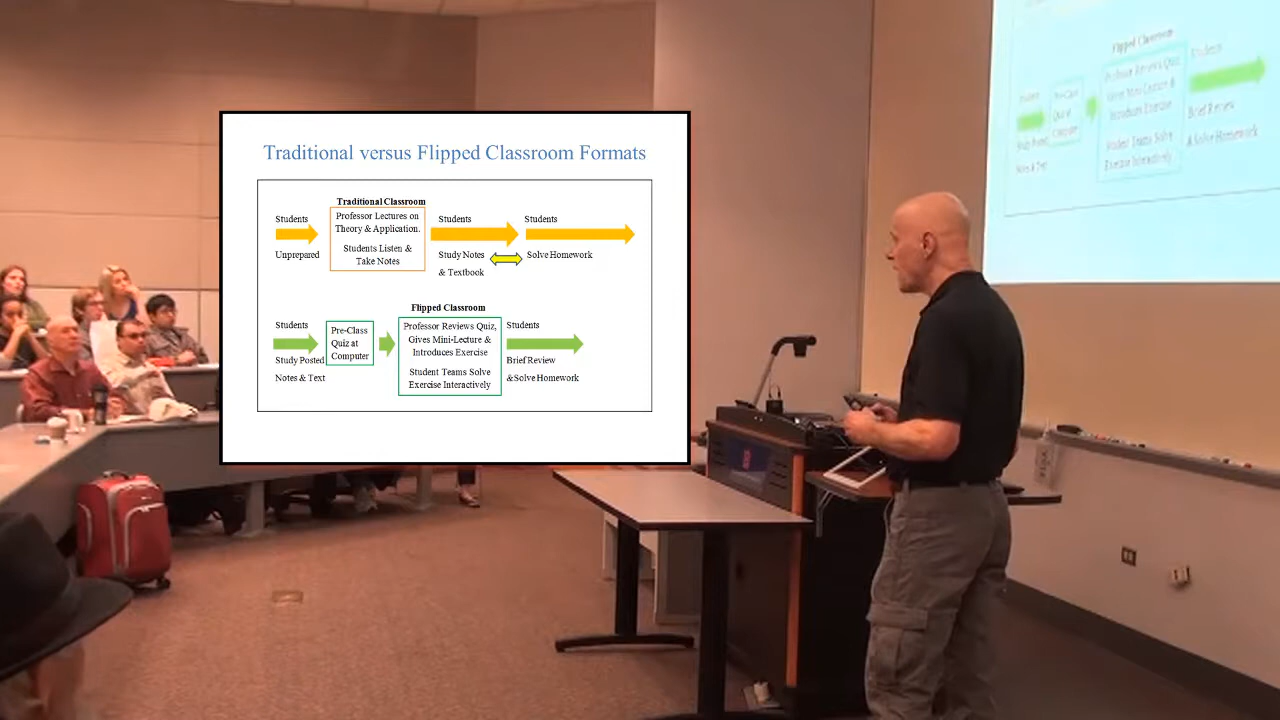 Traditional versus Flipped Classroom Formats
Traditional Classroom
Students
Unprepared
Professor Lectures on
Theory & Application.
Students Listen &
Take Notes
Students
Study Notes
& Textbook
Students
Solve Homework
Flipped Classroom
Students
Study Posted
Notes & Text
Pre-Class
Quiz at
Computer
Professor Reviews Quiz,
Gives Mini-Lecture &
Introduces Exercise
Student Teams Solve
Exercise Interactively
Students
Brief Review
&Solve Homework
Flipped Classroom
Students
Study Posted
Notes & Text
Pre-Class
Quiz at
Computer
Professor Reviews Quiz,
Gives Mini-Lecture &
Introduces Exercise
Student Teams Solve
Exercise Interactively
Students
Brief Review
& Solve Homework